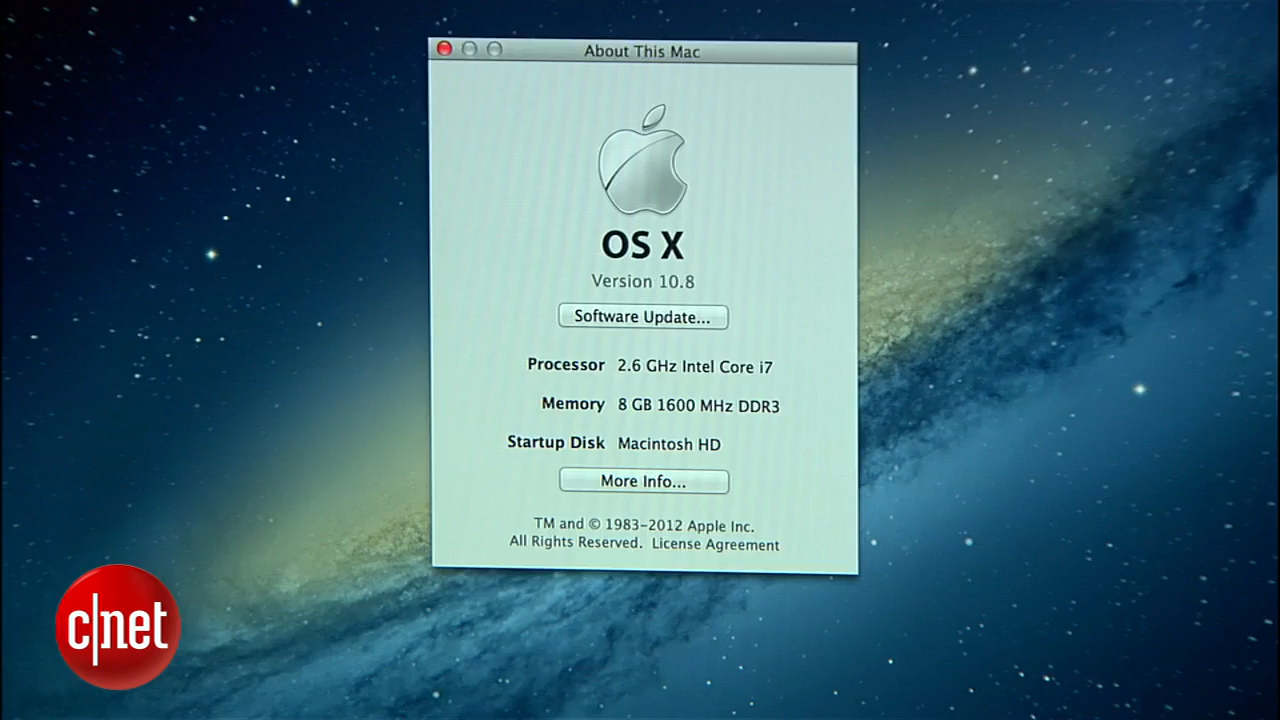 About This Mac
OS X
Version 10.8
Software Update...
Processor 2.6 GHz Intel Core i7
Memory 8 GB 1600 MHz DDR3
Startup Disk Macintosh HD
More Info...
TM and © 1983-2012 Apple Inc.
All Rights Reserved. License Agreement
c|net